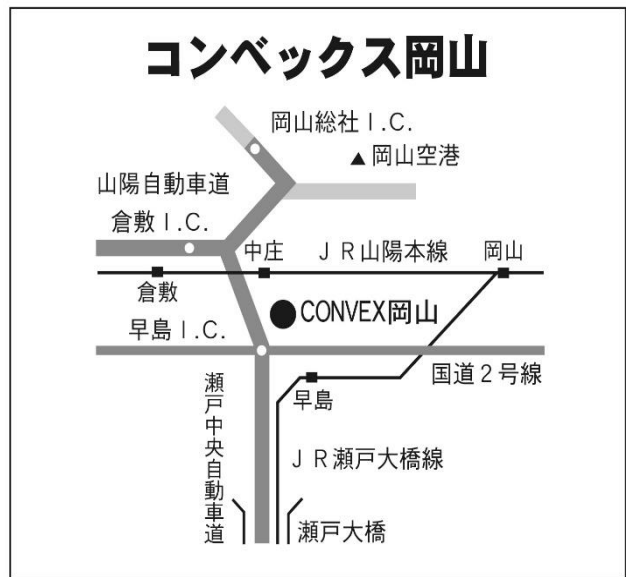 コンベックス岡山
岡山総社I.C.
▲岡山空港
山陽自動車道
倉敷I.C.
中庄
JR山陽本線
岡山
倉敷
CONVEX岡山
早島I.C.
国道2号線
早島
瀬戸中央自動車道
JR瀬戸大橋線
瀬戸大橋